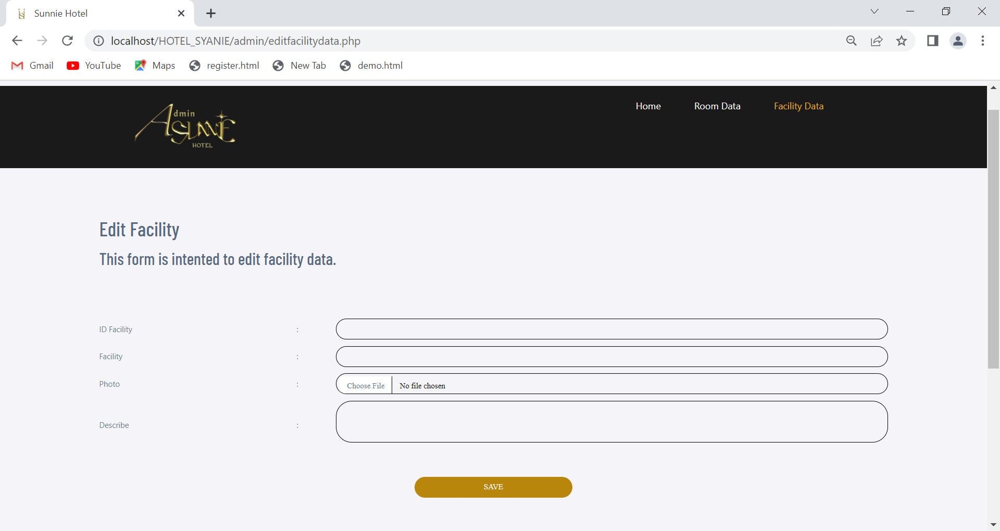 Sunnie Hotel
localhost/HOTEL_SYANIE/admin/editfacilitydata.php
Gmail YouTube Maps register.html New Tab demo.html
Admin
SUNNIE
HOTEL
Home Room Data Facility Data
Edit Facility
This form is intented to edit facility data.
ID Facility :
Facility :
Photo : Choose File No file chosen
Describe :
SAVE